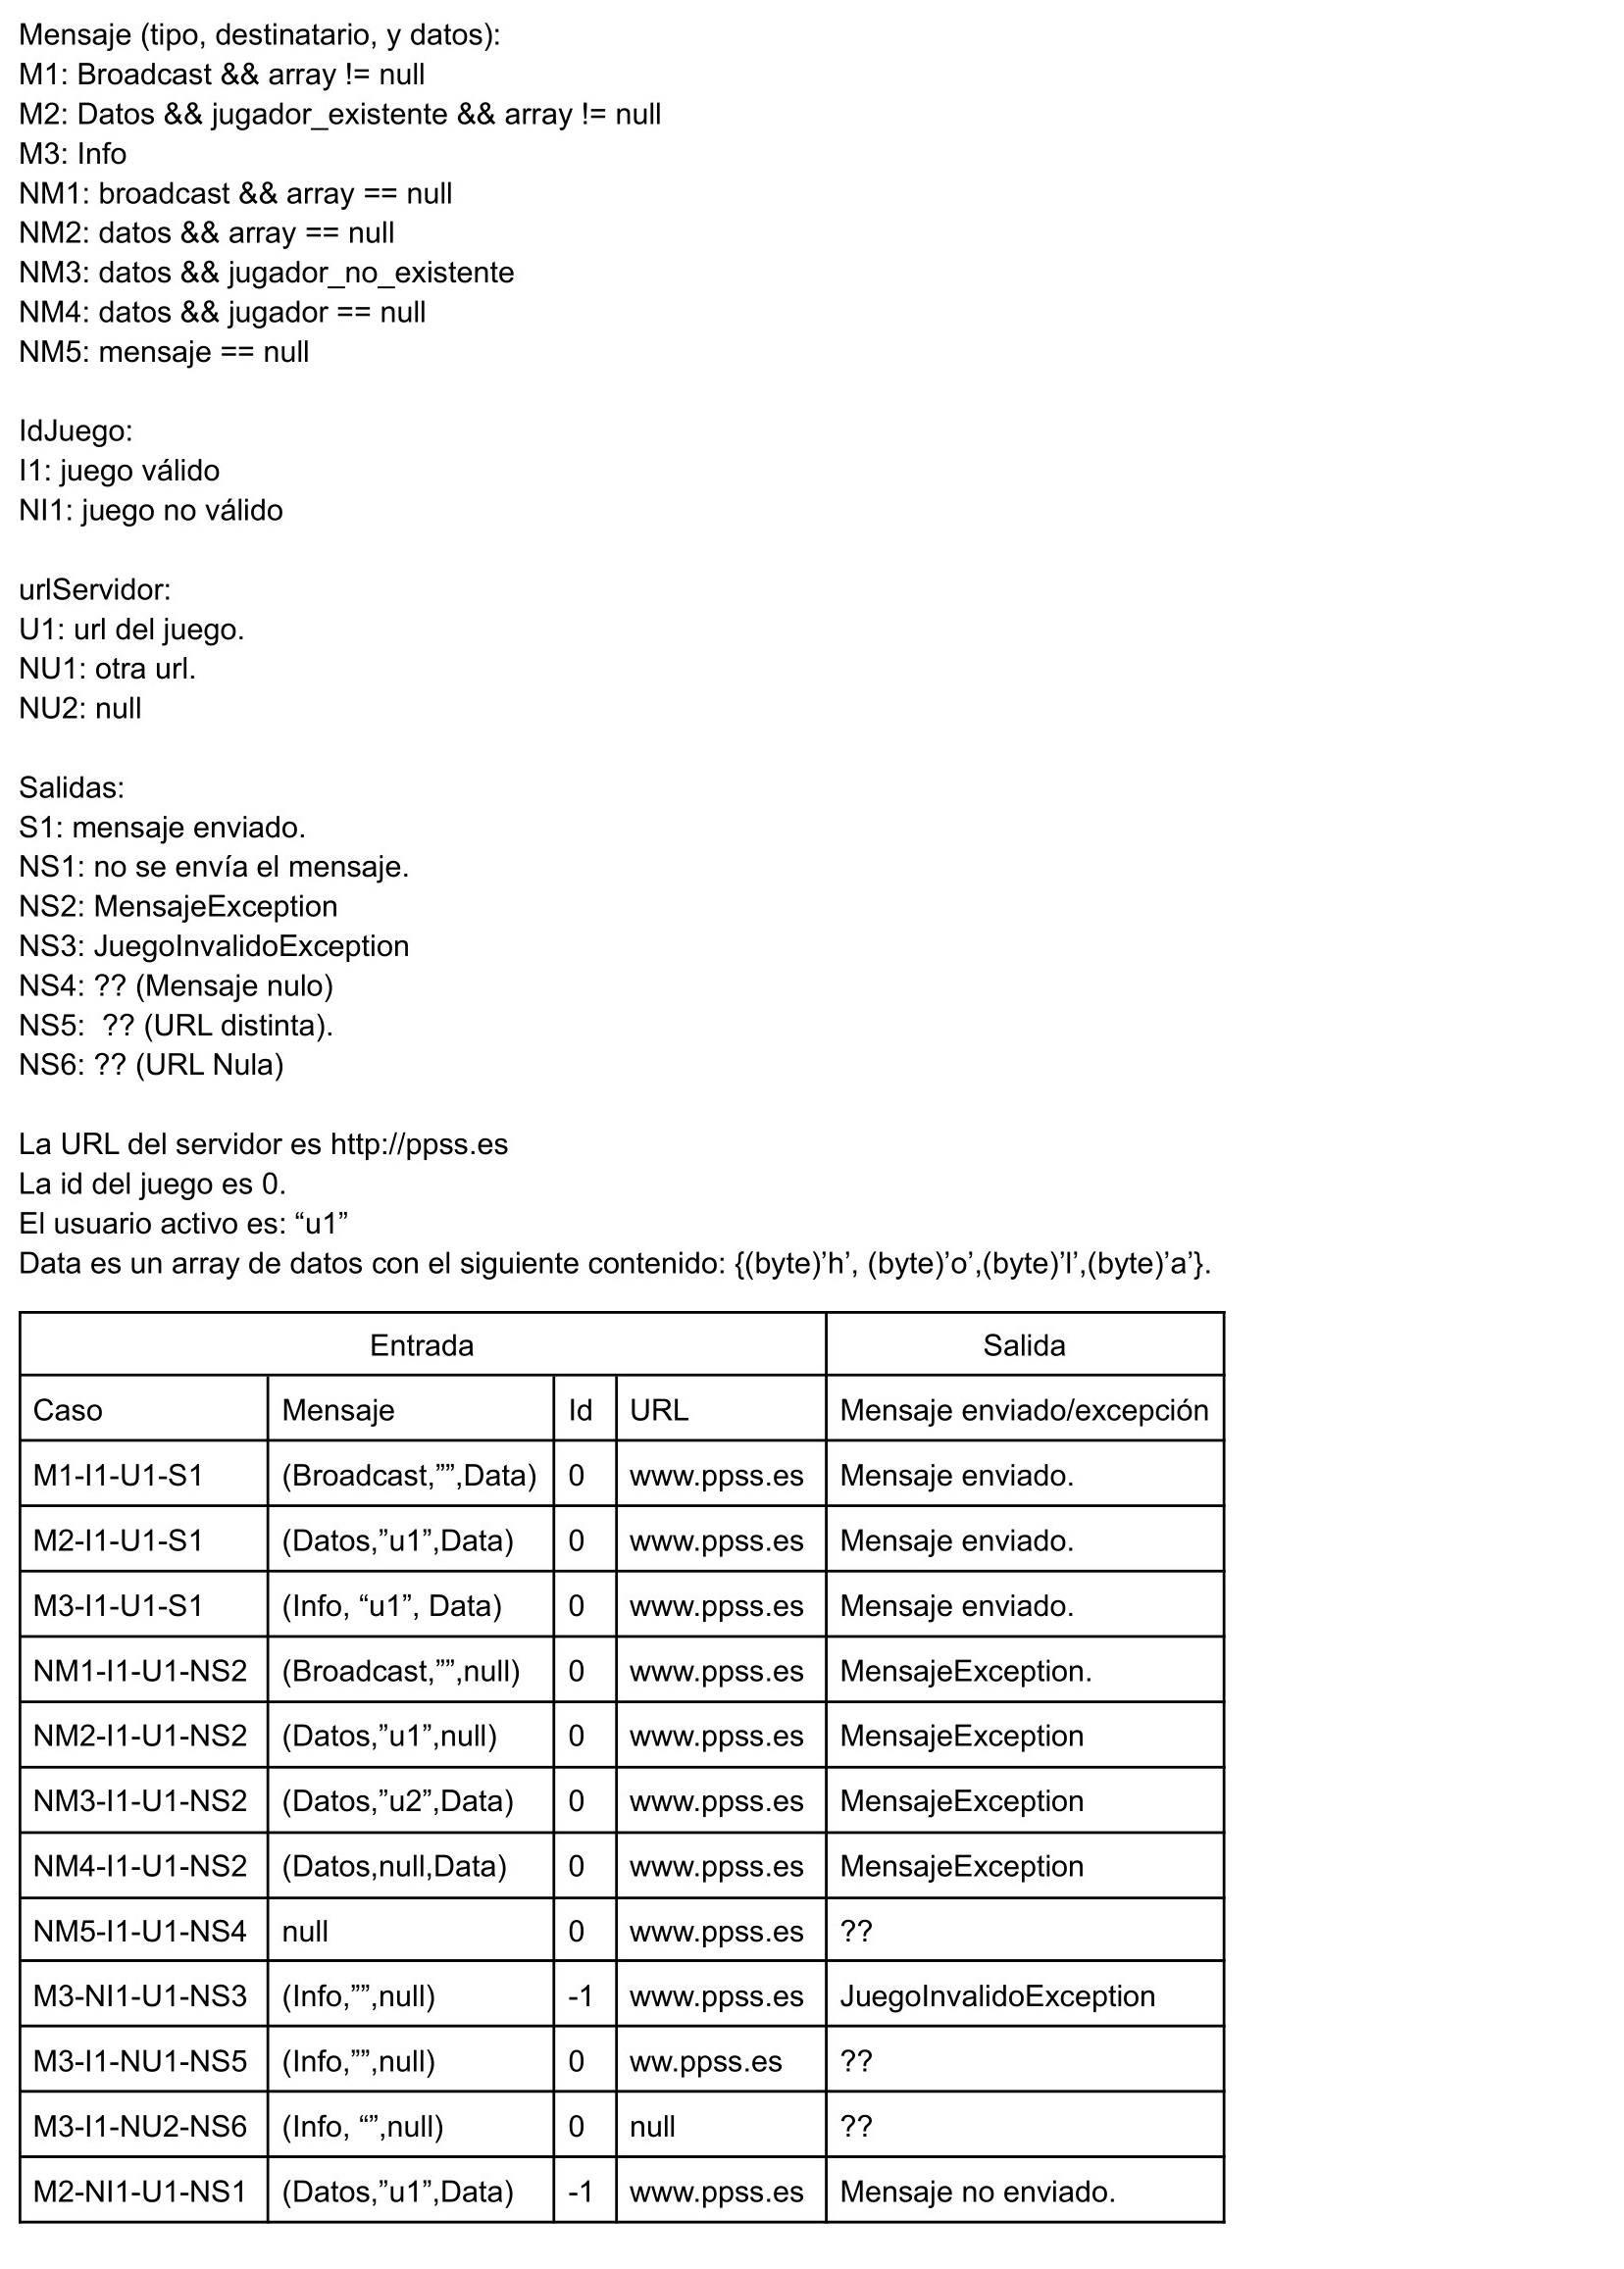 Mensaje (tipo, destinatario, y datos):
M1: Broadcast && array != null
M2: Datos && jugador_existente && array != null
M3: Info
NM1: broadcast && array == null
NM2: datos && array == null
NM3: datos && jugador_no_existente
NM4: datos && jugador == null
NM5: mensaje == null
IdJuego:
I1: juego válido
NI1: juego no válido
urlServidor:
U1: url del juego.
NU1: otra url.
NU2: null
Salidas:
S1: mensaje enviado.
NS1: no se envía el mensaje.
NS2: MensajeException
NS3: JuegoInvalidoException
NS4: ?? (Mensaje nulo)
NS5:  ?? (URL distinta).
NS6: ?? (URL Nula)
La URL del servidor es http://ppss.es
La id del juego es 0.
El usuario activo es: “u1”
Data es un array de datos con el siguiente contenido: {(byte)’h’, (byte)’o’,(byte)’l’,(byte)’a’}.
Entrada Salida
Caso Mensaje Id URL Mensaje enviado/excepción
M1-I1-U1-S1 (Broadcast,””,Data) 0 www.ppss.es Mensaje enviado.
M2-I1-U1-S1 (Datos,”u1”,Data) 0 www.ppss.es Mensaje enviado.
M3-I1-U1-S1 (Info, “u1”, Data) 0 www.ppss.es Mensaje enviado.
NM1-I1-U1-NS2 (Broadcast,””,null) 0 www.ppss.es MensajeException.
NM2-I1-U1-NS2 (Datos,”u1”,null) 0 www.ppss.es MensajeException
NM3-I1-U1-NS2 (Datos,”u2”,Data) 0 www.ppss.es MensajeException
NM4-I1-U1-NS2 (Datos,null,Data) 0 www.ppss.es MensajeException
NM5-I1-U1-NS4 null 0 www.ppss.es ??
M3-NI1-U1-NS3 (Info,””,null) -1 www.ppss.es JuegoInvalidoException
M3-I1-NU1-NS5 (Info,””,null) 0 ww.ppss.es ??
M3-I1-NU2-NS6 (Info, “”,null) 0 null ??
M2-NI1-U1-NS1 (Datos,”u1”,Data) -1 www.ppss.es Mensaje no enviado.